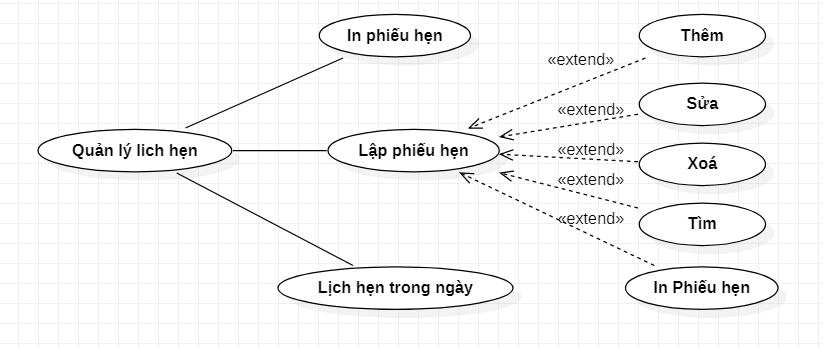 In phiếu hẹn
Thêm
«extend»
Sửa
«extend»
Quản lý lich hẹn
Lập phiếu hẹn
«extend»
Xoá
«extend»
Tìm
«extend»
Lịch hẹn trong ngày
In Phiếu hẹn